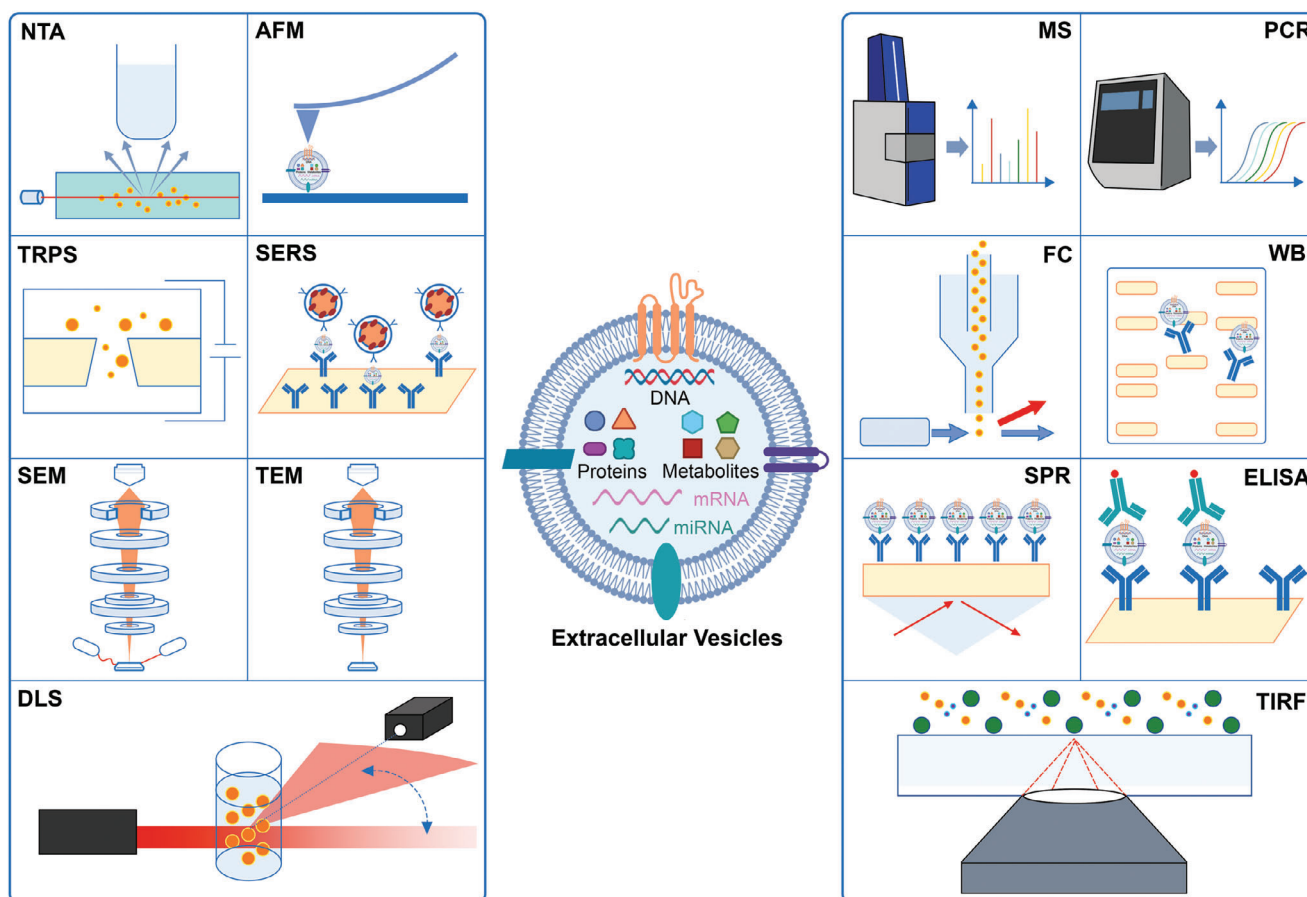 NTA
AFM
TRPS
SERS
SEM
TEM
DLS
DNA
Proteins
Metabolites
mRNA
miRNA
Extracellular Vesicles
MS
PCR
FC
WB
SPR
ELISA
TIRF